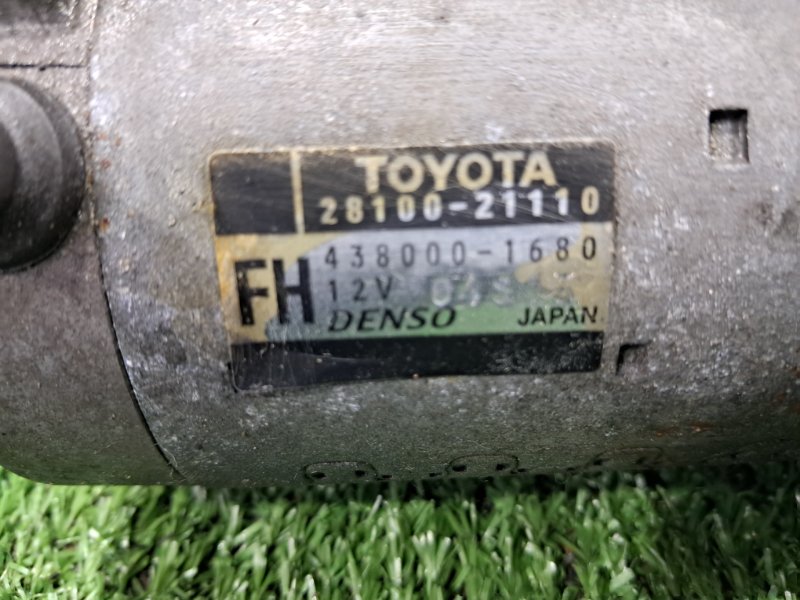 TOYOTA
28100-21110
FH
438000-1680
12V
DENSO JAPAN